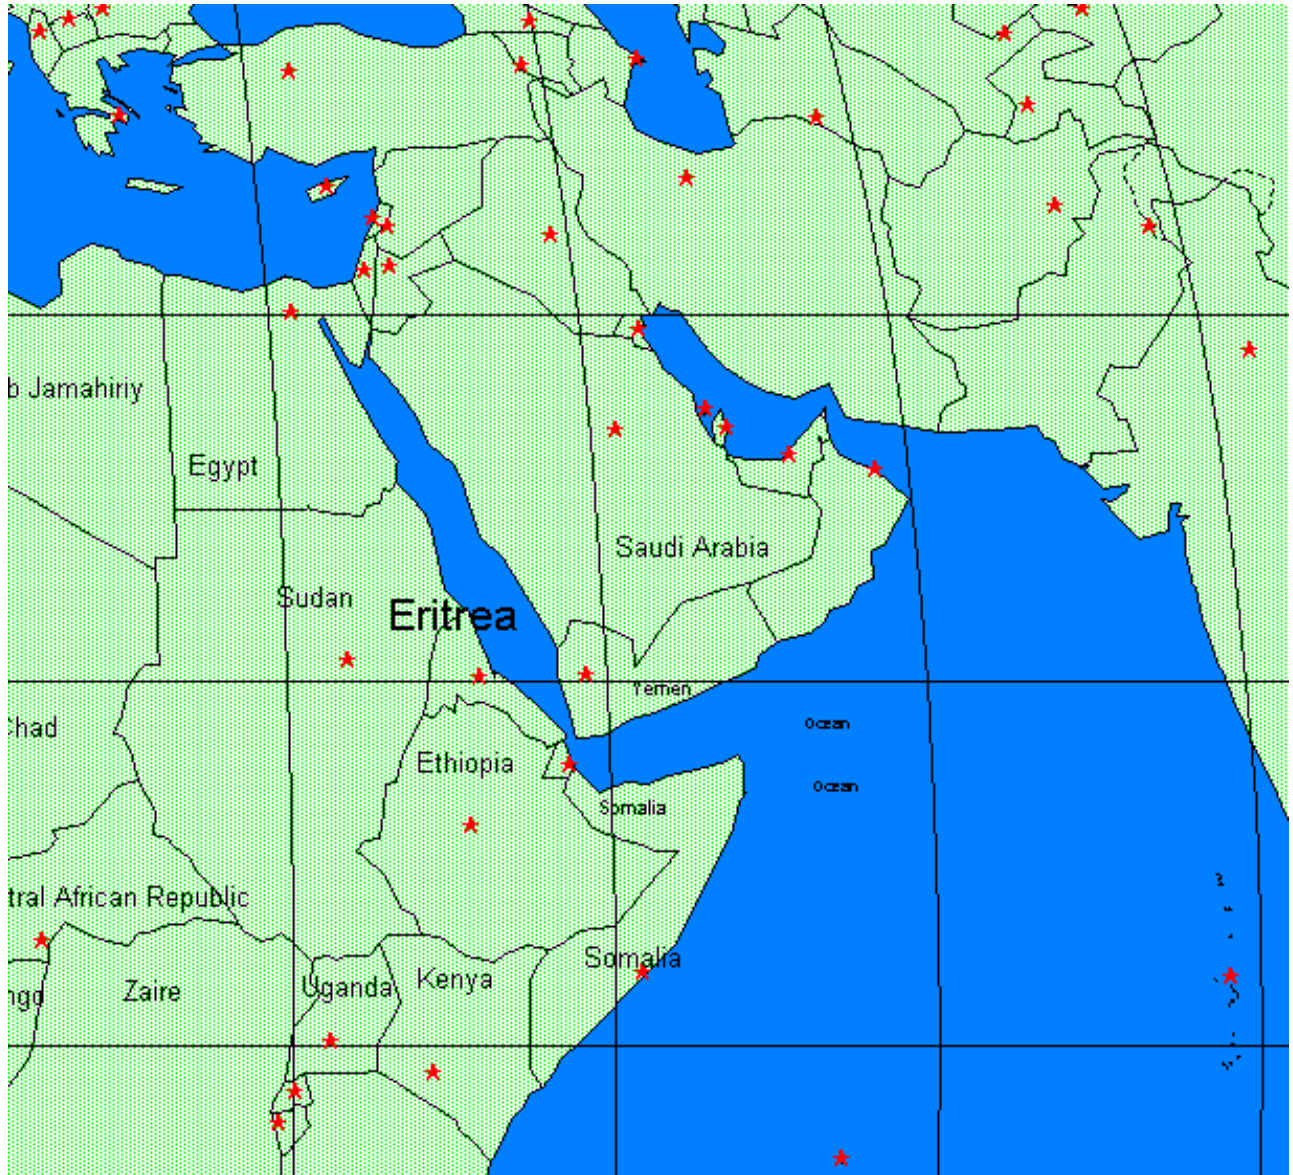 b Jamahiriy
Egypt
Saudi Arabia
Sudan
Eritrea
Yemen
Ocean
Chad
Ethiopia
Ocean
Somalia
tral African Republic
Somalia
Kenya
Uganda
Zaire
ngo